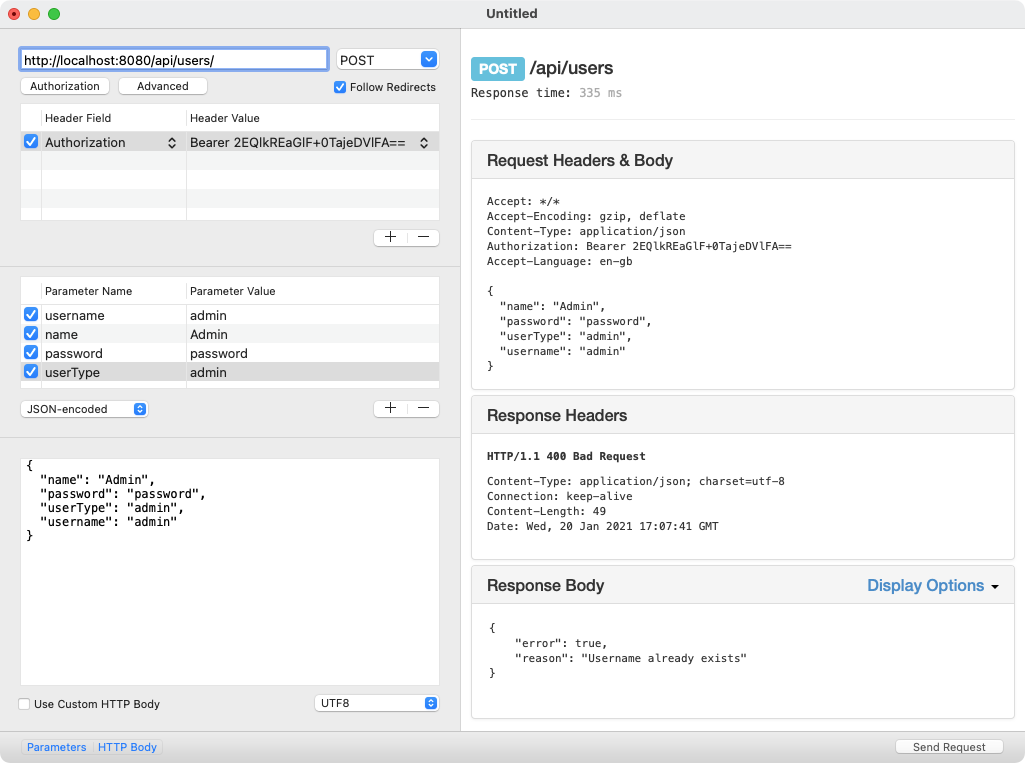 Untitled
http://localhost:8080/api/users/
POST
Authorization
Advanced
Follow Redirects
Header Field
Header Value
Authorization
Bearer 2EQlkREaGlF+0TajeDVlFA==
Parameter Name
Parameter Value
username
admin
name
Admin
password
password
userType
admin
JSON-encoded
{
"name": "Admin",
"password": "password",
"userType": "admin",
"username": "admin"
}
Use Custom HTTP Body
UTF8
Parameters
HTTP Body
POST /api/users
Response time: 335 ms
Request Headers & Body
Accept: */*
Accept-Encoding: gzip, deflate
Content-Type: application/json
Authorization: Bearer 2EQlkREaGlF+0TajeDVlFA==
Accept-Language: en-gb
{
"name": "Admin",
"password": "password",
"userType": "admin",
"username": "admin"
}
Response Headers
HTTP/1.1 400 Bad Request
Content-Type: application/json; charset=utf-8
Connection: keep-alive
Content-Length: 49
Date: Wed, 20 Jan 2021 17:07:41 GMT
Response Body
Display Options
{
"error": true,
"reason": "Username already exists"
}
Send Request